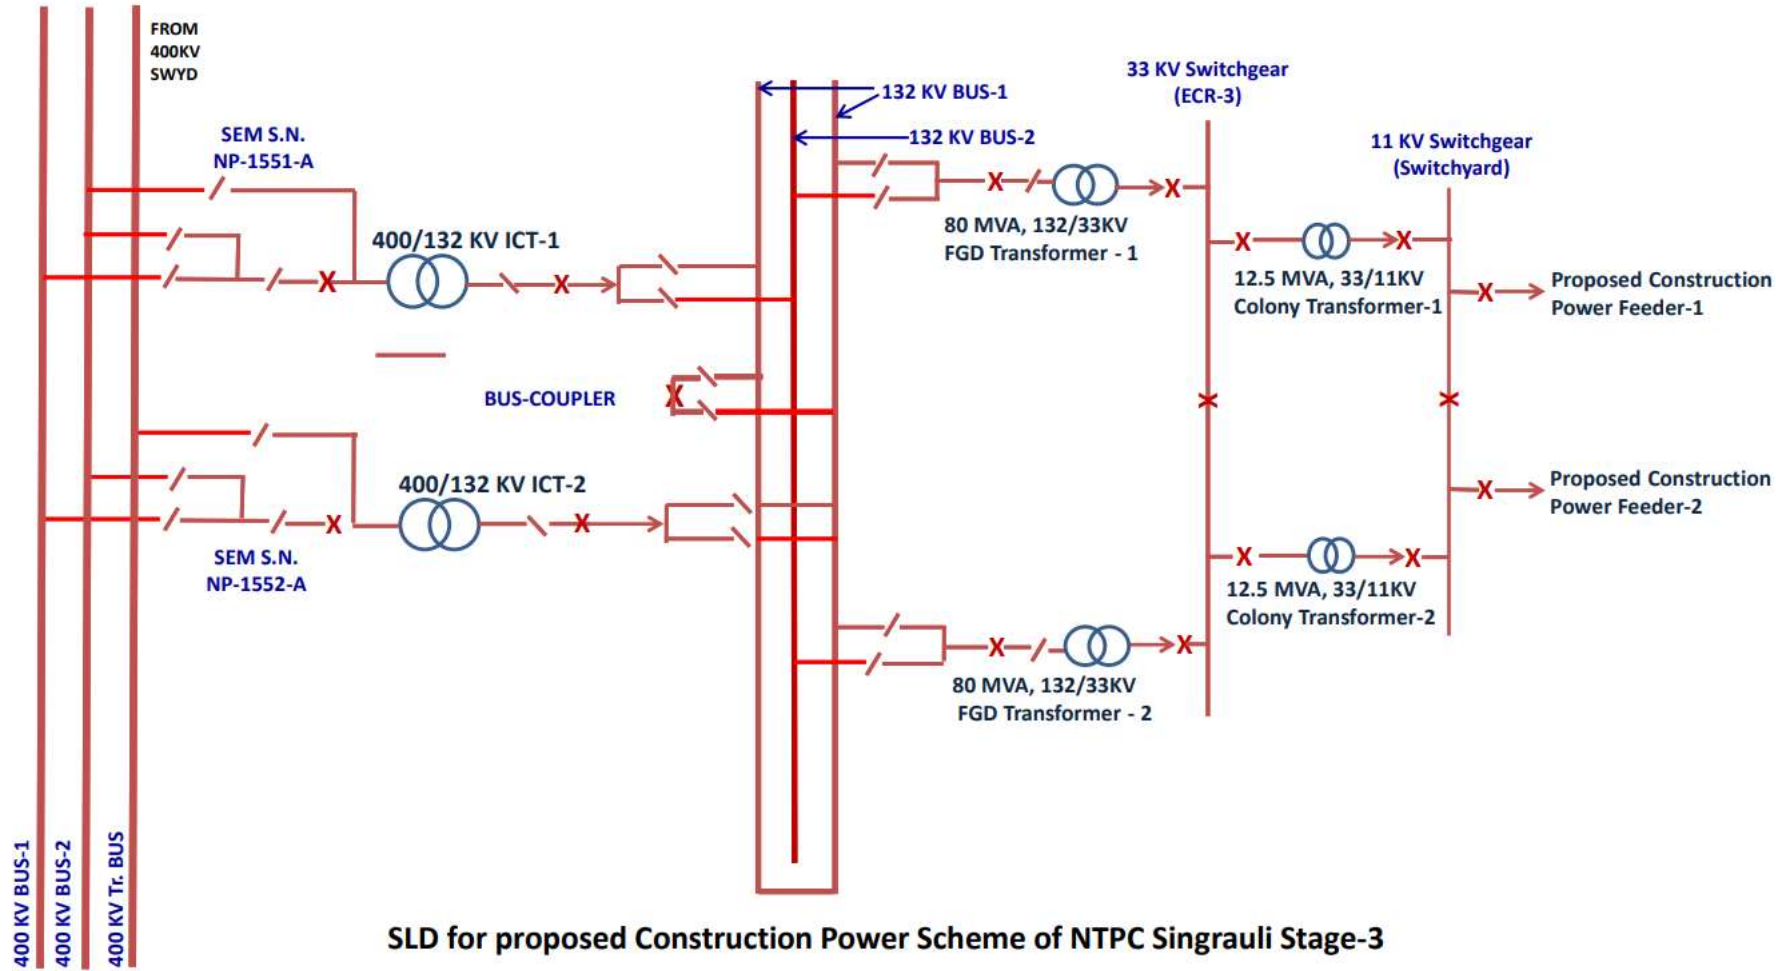 FROM
400KV
SWYD
SEM S.N.
NP-1551-A
400/132 KV ICT-1
BUS-COUPLER
400/132 KV ICT-2
SEM S.N.
NP-1552-A
132 KV BUS-1
132 KV BUS-2
80 MVA, 132/33KV
FGD Transformer - 1
33 KV Switchgear
(ECR-3)
11 KV Switchgear
(Switchyard)
12.5 MVA, 33/11KV
Colony Transformer-1
Proposed Construction
Power Feeder-1
Proposed Construction
Power Feeder-2
12.5 MVA, 33/11KV
Colony Transformer-2
80 MVA, 132/33KV
FGD Transformer - 2
400 KV BUS-1
400 KV BUS-2
400 KV Tr. BUS
SLD for proposed Construction Power Scheme of NTPC Singrauli Stage-3